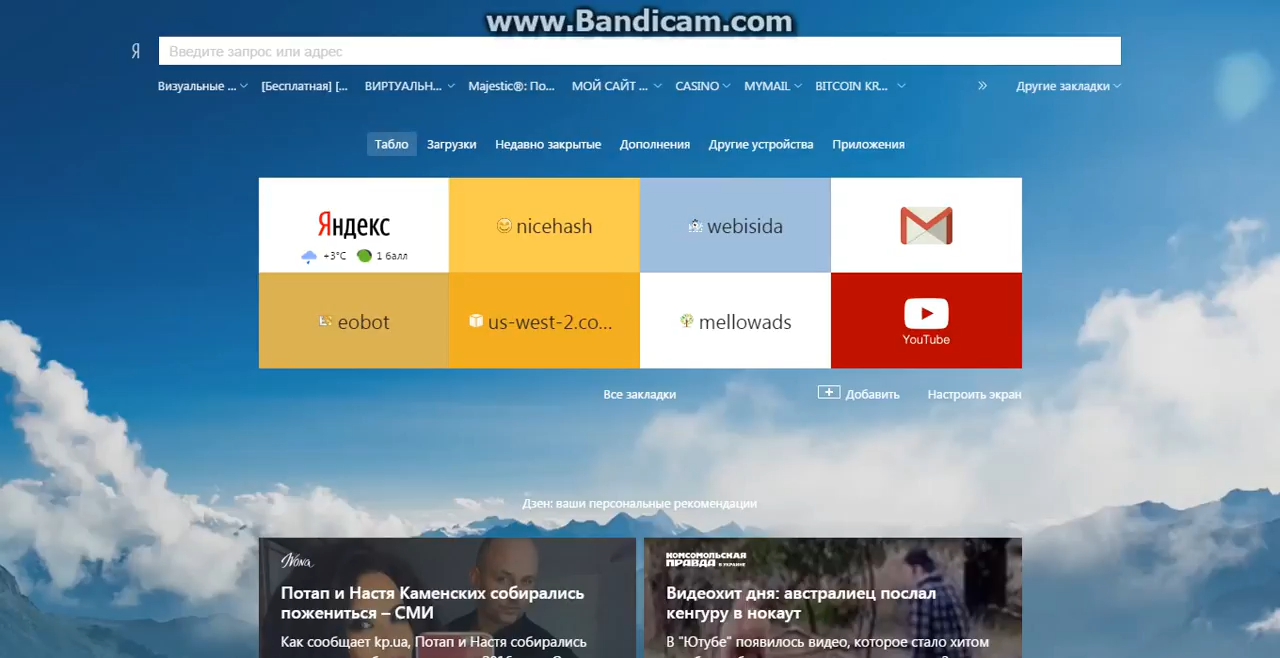 www.Bandicam.com
Я Введите запрос или адрес
Визуальные ... [Бесплатная] [... ВИРТУАЛЬН... Majestic®: По... МОЙ САЙТ ... CASINO MYMAIL BITCOIN KR... » Другие закладки
Табло Загрузки Недавно закрытые Дополнения Другие устройства Приложения
Яндекс nicehash webisida
+3°C 1 балл
eobot us-west-2.co... mellowads YouTube
Все закладки Добавить Настроить экран
Дзен: ваши персональные рекомендации
Ivona
Потап и Настя Каменских собирались
пожениться – СМИ
Как сообщает kp.ua, Потап и Настя собирались
КОМСОМОЛЬСКАЯ
ПРАВДА В УКРАИНЕ
Видеохит дня: австралиец послал
кенгуру в нокаут
В "Ютубе" появилось видео, которое стало хитом